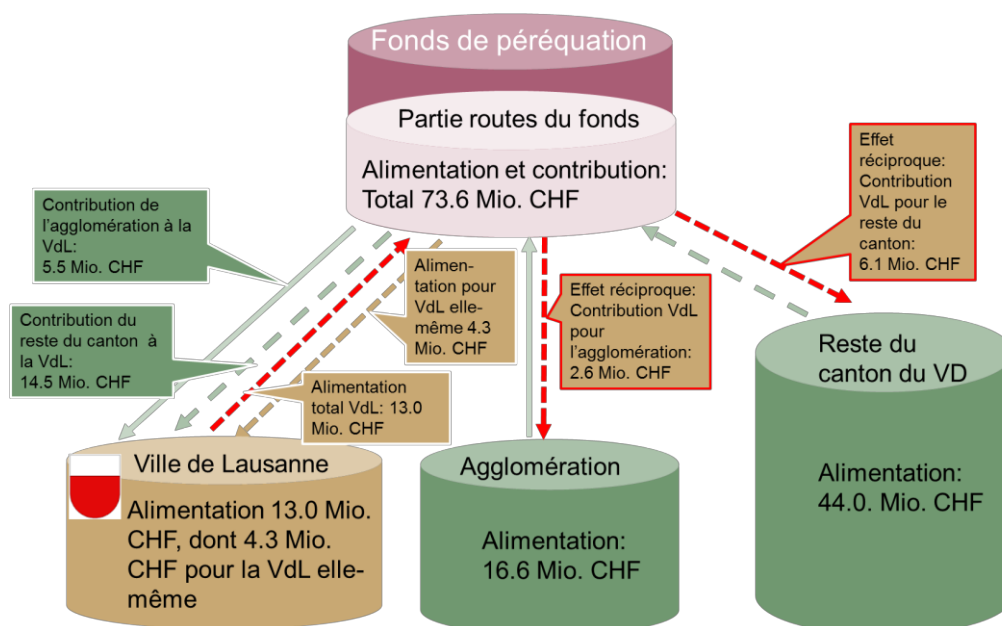 Fonds de péréquation
Partie routes du fonds
Alimentation et contribution:
Total 73.6 Mio. CHF
Effet
réciproque:
Contribution
VdL pour le
reste du
canton:
6.1 Mio. CHF
Contribution de
l'agglomération à la
VdL:
5.5 Mio. CHF
Alimen-
tation pour
VdL elle-
même 4.3
Mio. CHF
Effet réciproque:
Contribution VdL
pour
l'agglomération:
2.6 Mio. CHF
Contribution du
reste du canton à
la VdL:
14.5 Mio. CHF
Alimentation
total VdL: 13.0
Mio. CHF
Reste du
canton du VD
Alimentation:
44.0. Mio. CHF
Ville de Lausanne
Alimentation 13.0 Mio.
CHF, dont 4.3 Mio.
CHF pour la VdL elle-
même
Agglomération
Alimentation:
16.6 Mio. CHF